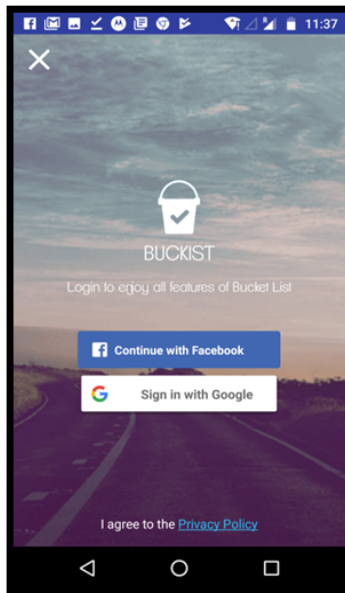 11:37
BUCKIST
Login to enjoy all features of Bucket List
Continue with Facebook
Sign in with Google
I agree to the Privacy Policy